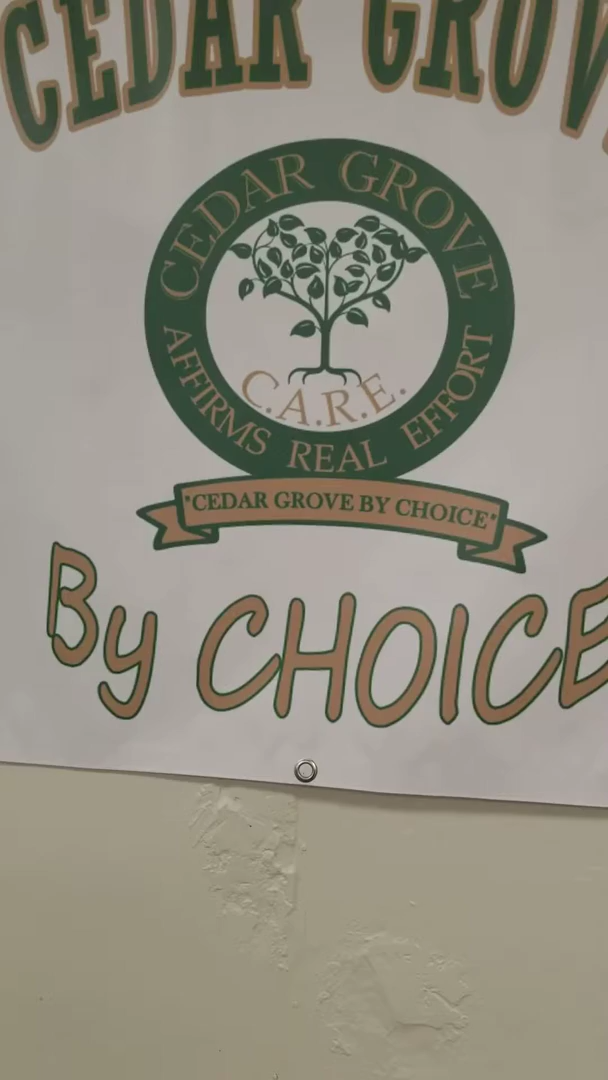 CEDAR GROV
CEDAR GROVE
C.A.R.E.
AFFIRMS REAL EFFORT
"CEDAR GROVE BY CHOICE"
By CHOICE